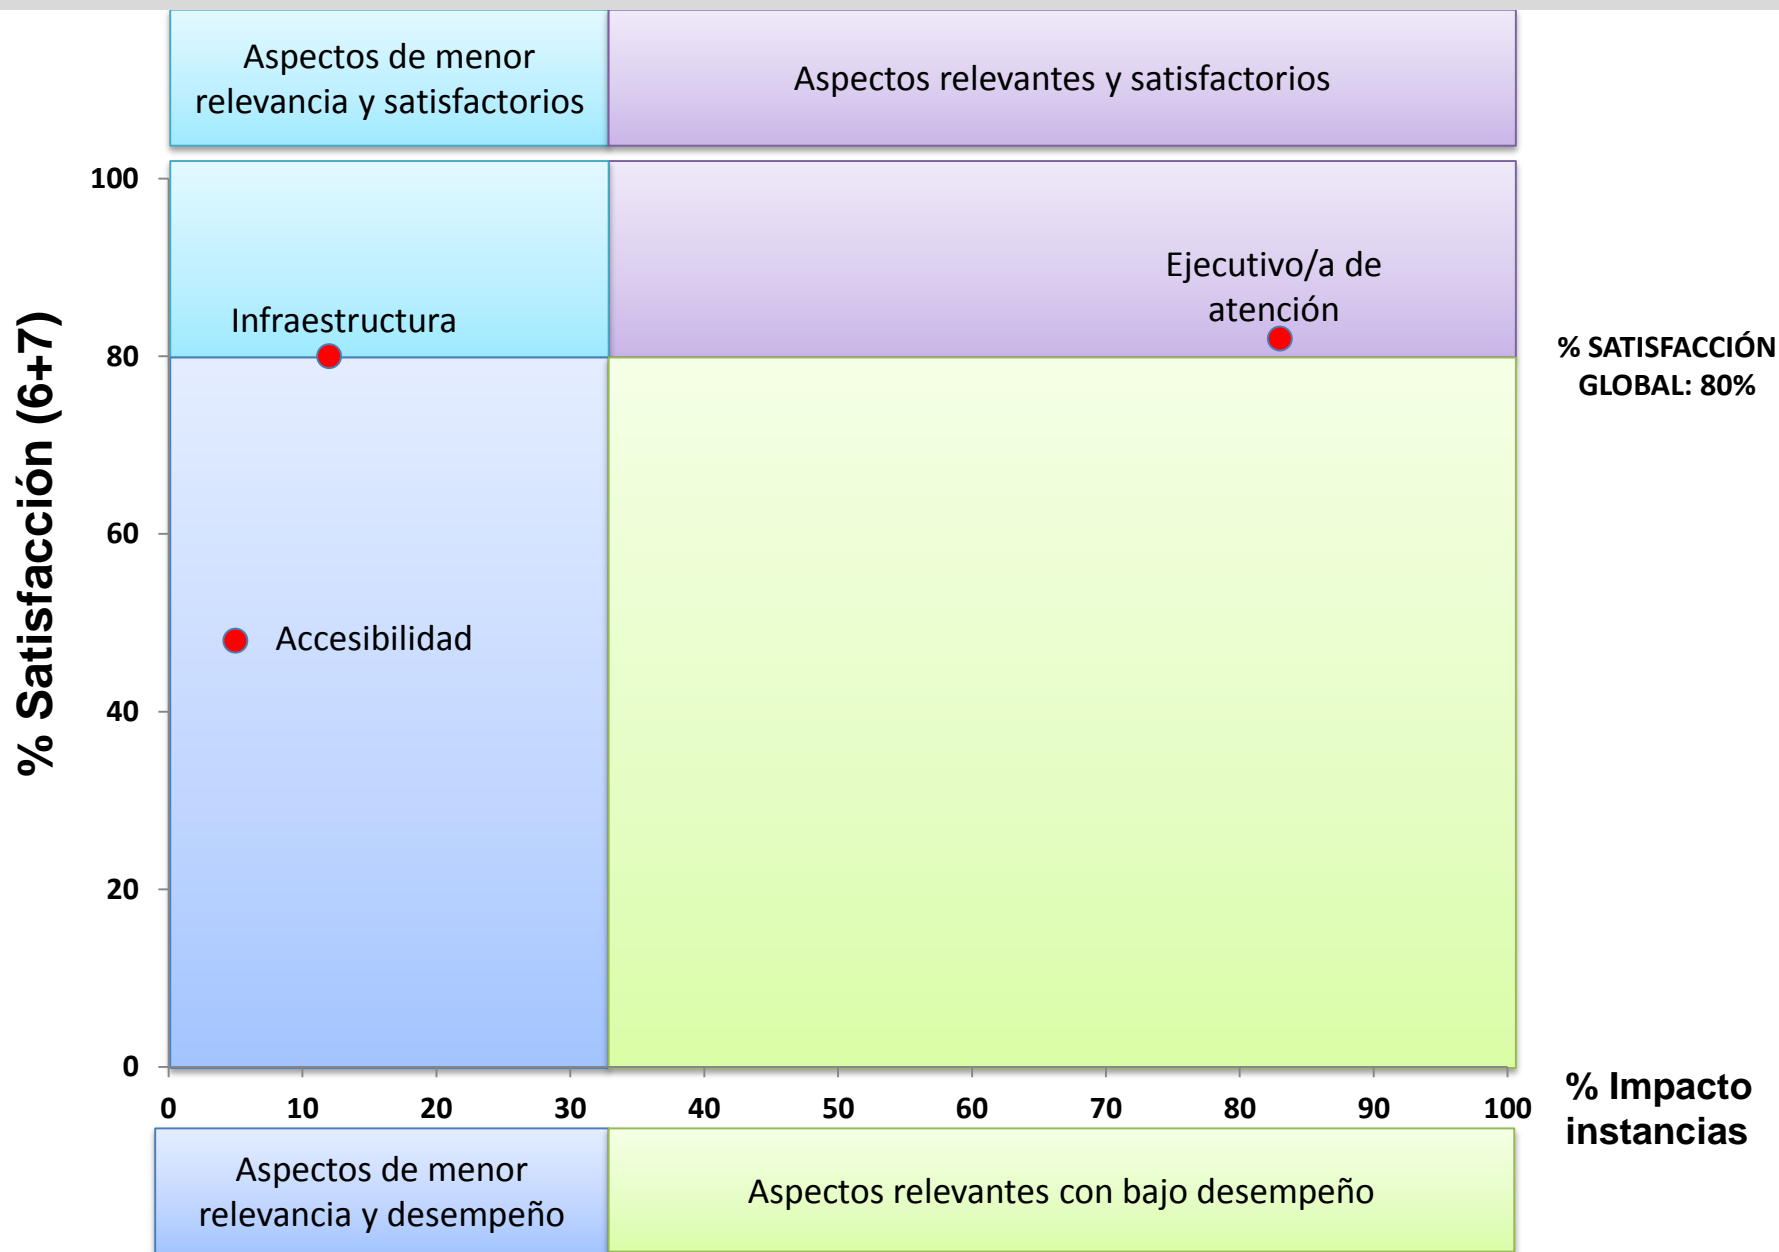 Aspectos de menor
relevancia y satisfactorios
Aspectos relevantes y satisfactorios
% Satisfacción (6+7)
100
80
60
40
20
0
Infraestructura
Ejecutivo/a de
atención
Accesibilidad
% SATISFACCIÓN
GLOBAL: 80%
0 10 20 30 40 50 60 70 80 90 100
% Impacto
instancias
Aspectos de menor
relevancia y desempeño
Aspectos relevantes con bajo desempeño